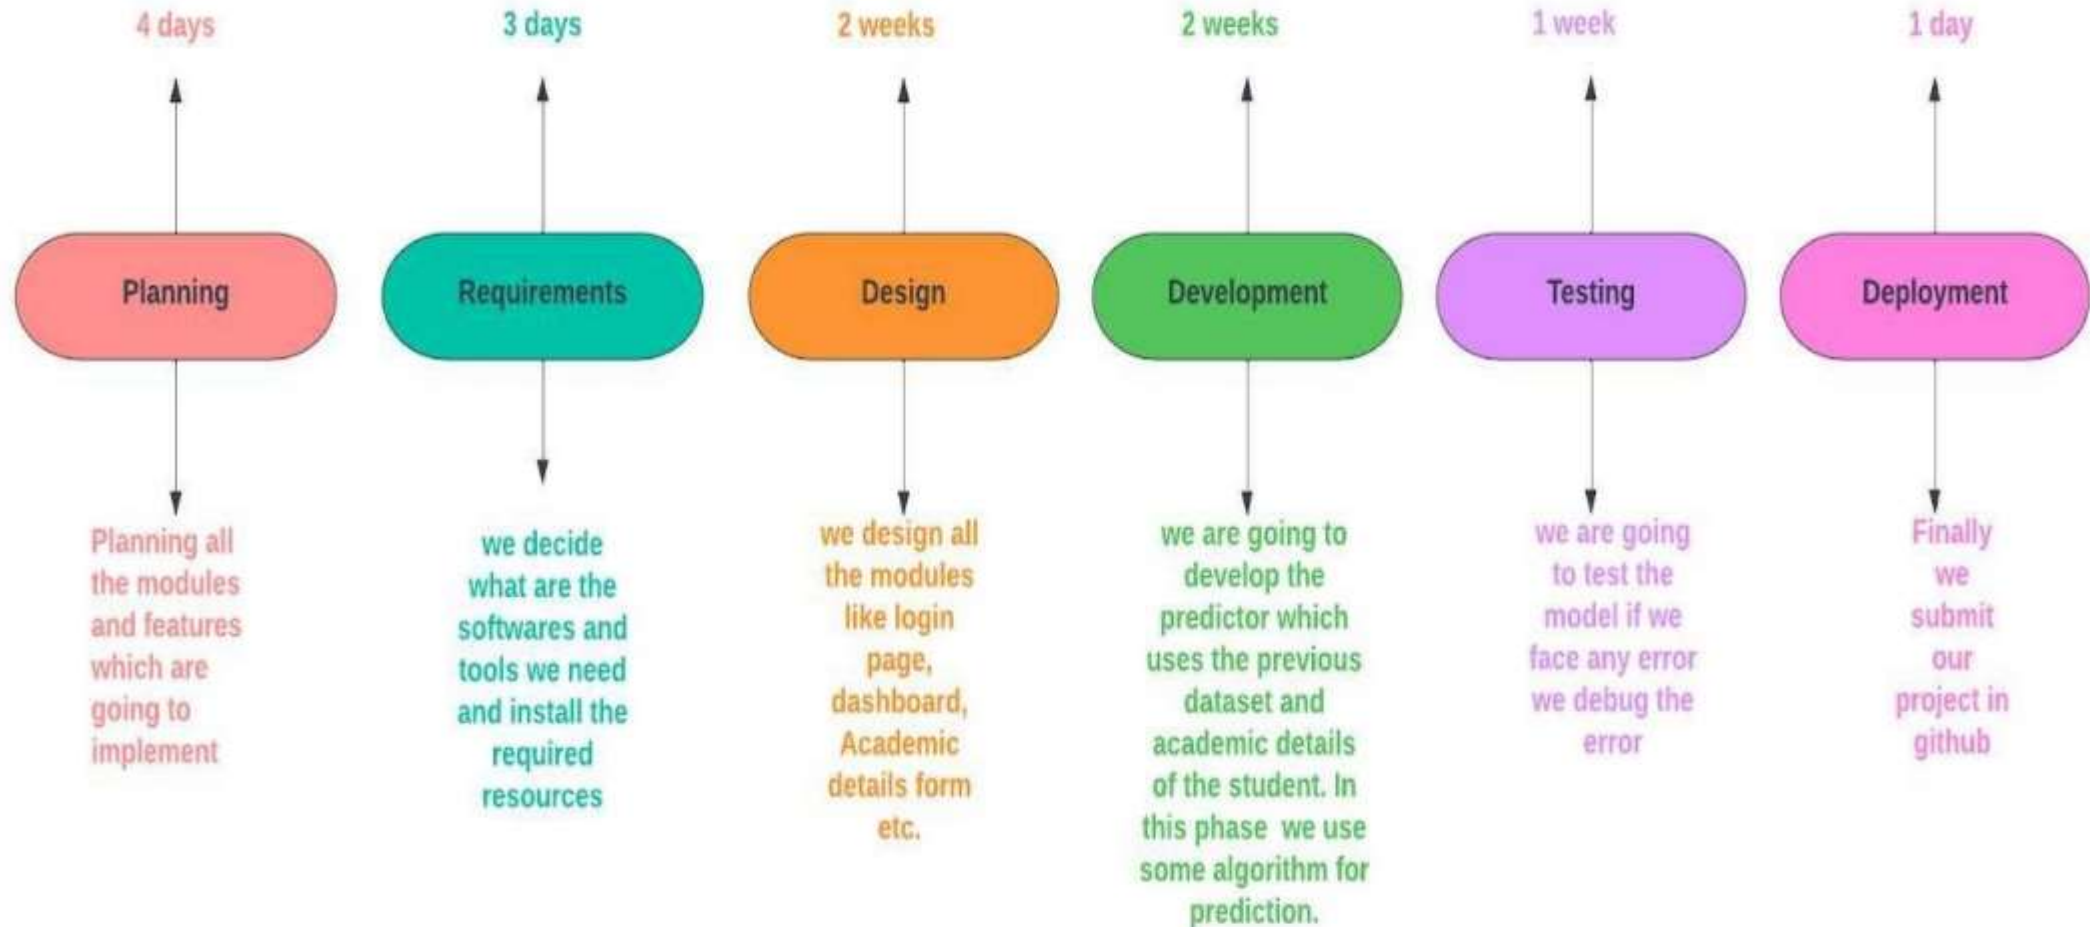 4 days
3 days
2 weeks
2 weeks
1 week
1 day
Planning
Requirements
Design
Development
Testing
Deployment
Planning all
the modules
and features
which are
going to
implement
we decide
what are the
softwares and
tools we need
and install the
required
resources
we design all
the modules
like login
page,
dashboard,
Academic
details form
etc.
we are going to
develop the
predictor which
uses the previous
dataset and
academic details
of the student. In
this phase  we use
some algorithm for
prediction.
we are going
to test the
model if we
face any error
we debug the
error
Finally
we
submit
our
project in
github